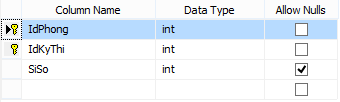 Column Name Data Type Allow Nulls
IdPhong int
IdKyThi int
SiSo int